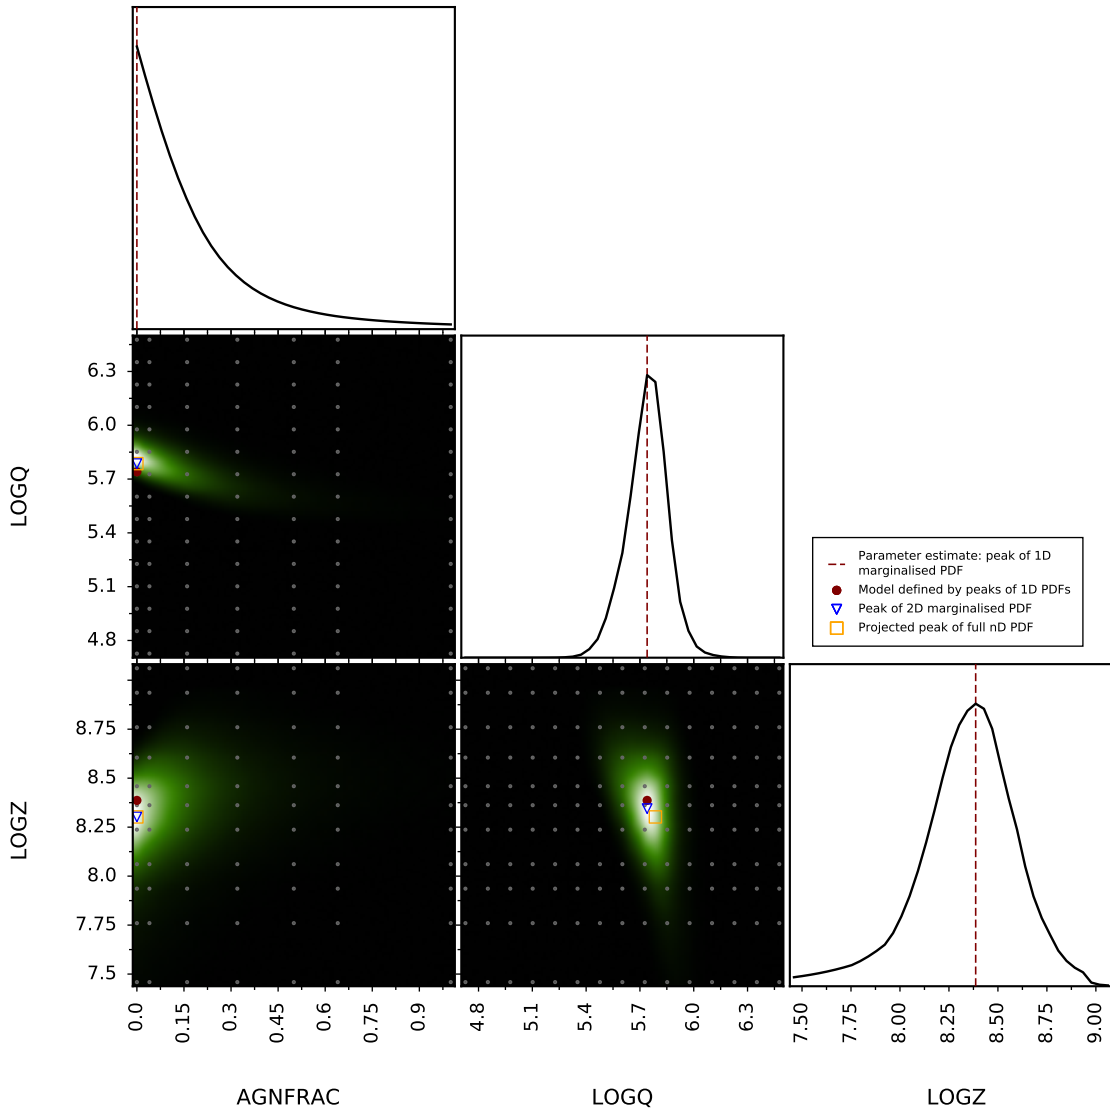 6.3
6.0
5.7
5.4
5.1
4.8
LOGQ
Parameter estimate: peak of 1D
marginalised PDF
Model defined by peaks of 1D PDFs
Peak of 2D marginalised PDF
Projected peak of full nD PDF
8.75
8.5
8.25
8.0
7.75
7.5
LOGZ
0.0 0.15 0.3 0.45 0.6 0.75 0.9
4.8 5.1 5.4 5.7 6.0 6.3
7.50 7.75 8.00 8.25 8.50 8.75 9.00
AGNFRAC LOGQ LOGZ